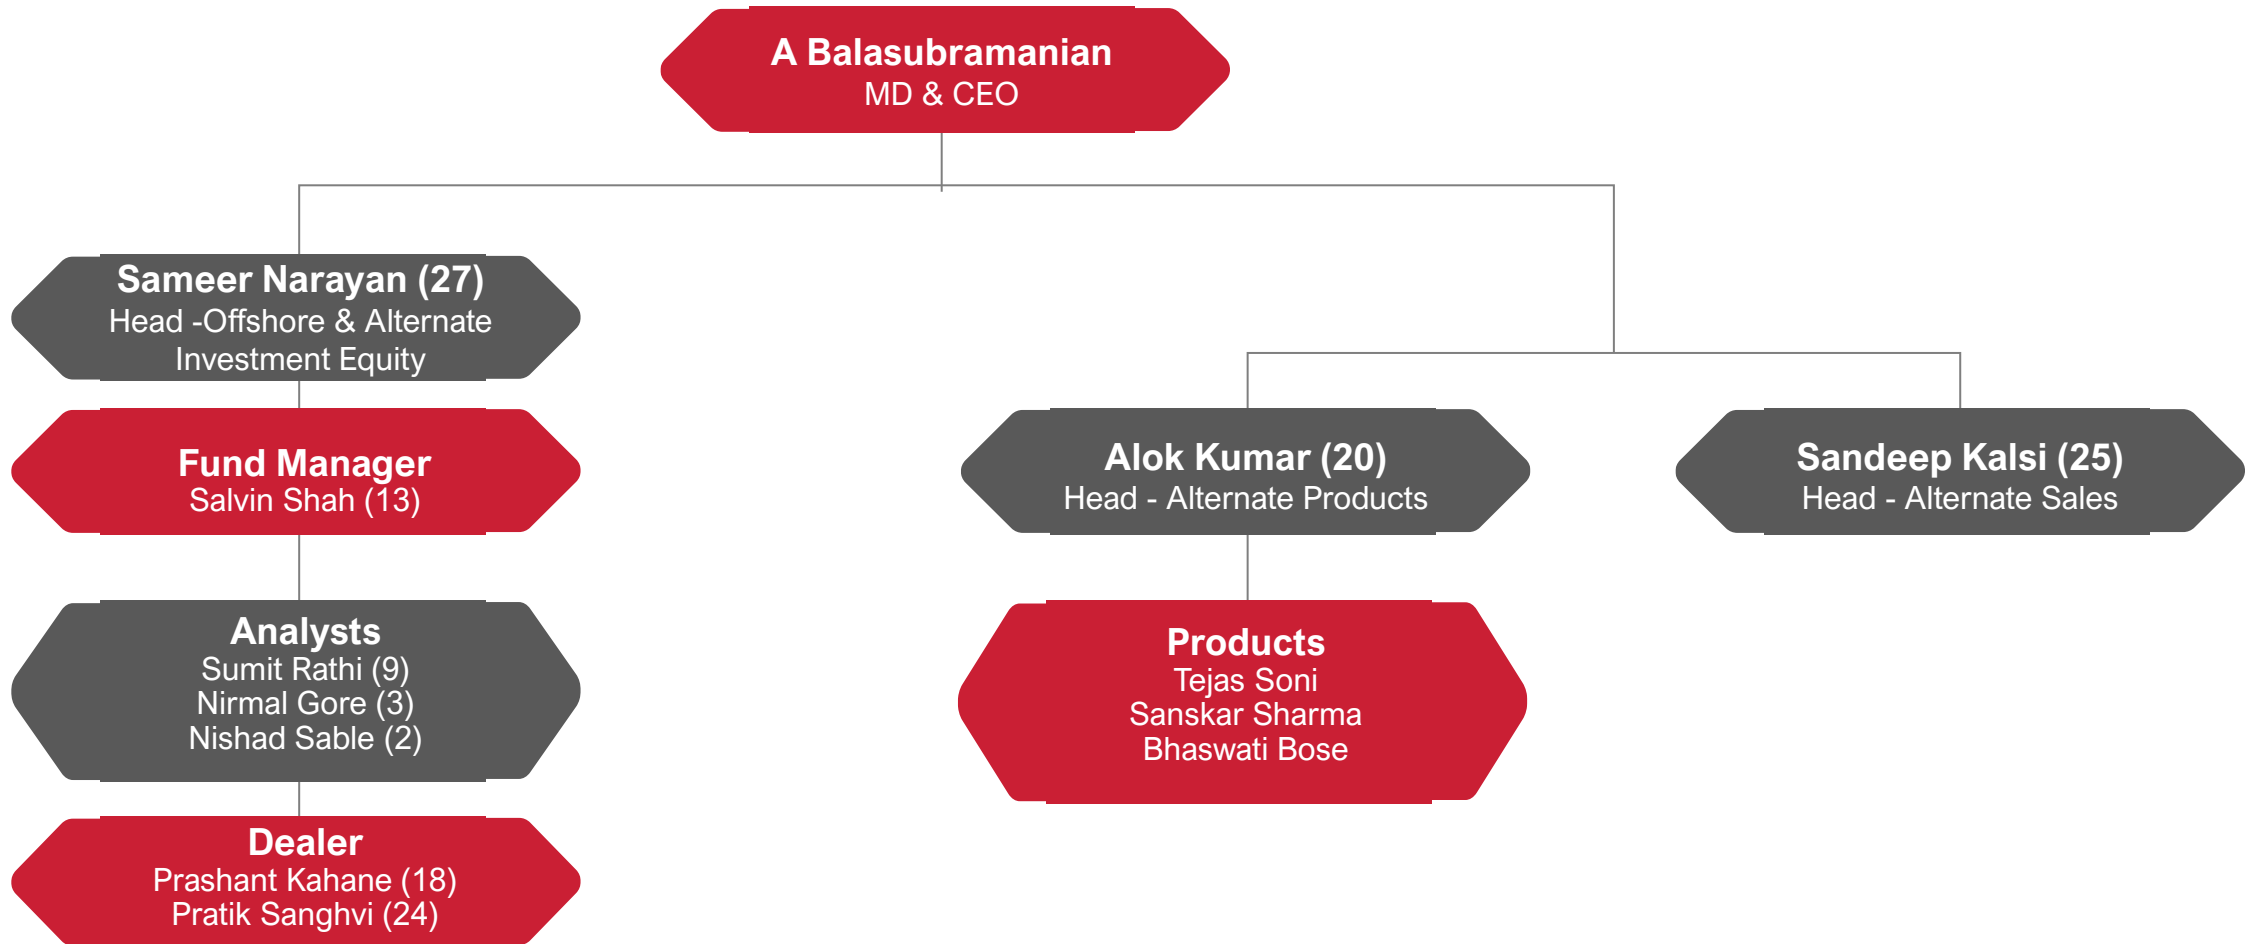 A Balasubramanian
MD & CEO
Sameer Narayan (27)
Head -Offshore & Alternate
Investment Equity
Fund Manager
Salvin Shah (13)
Analysts
Sumit Rathi (9)
Nirmal Gore (3)
Nishad Sable (2)
Dealer
Prashant Kahane (18)
Pratik Sanghvi (24)
Alok Kumar (20)
Head - Alternate Products
Products
Tejas Soni
Sanskar Sharma
Bhaswati Bose
Sandeep Kalsi (25)
Head - Alternate Sales